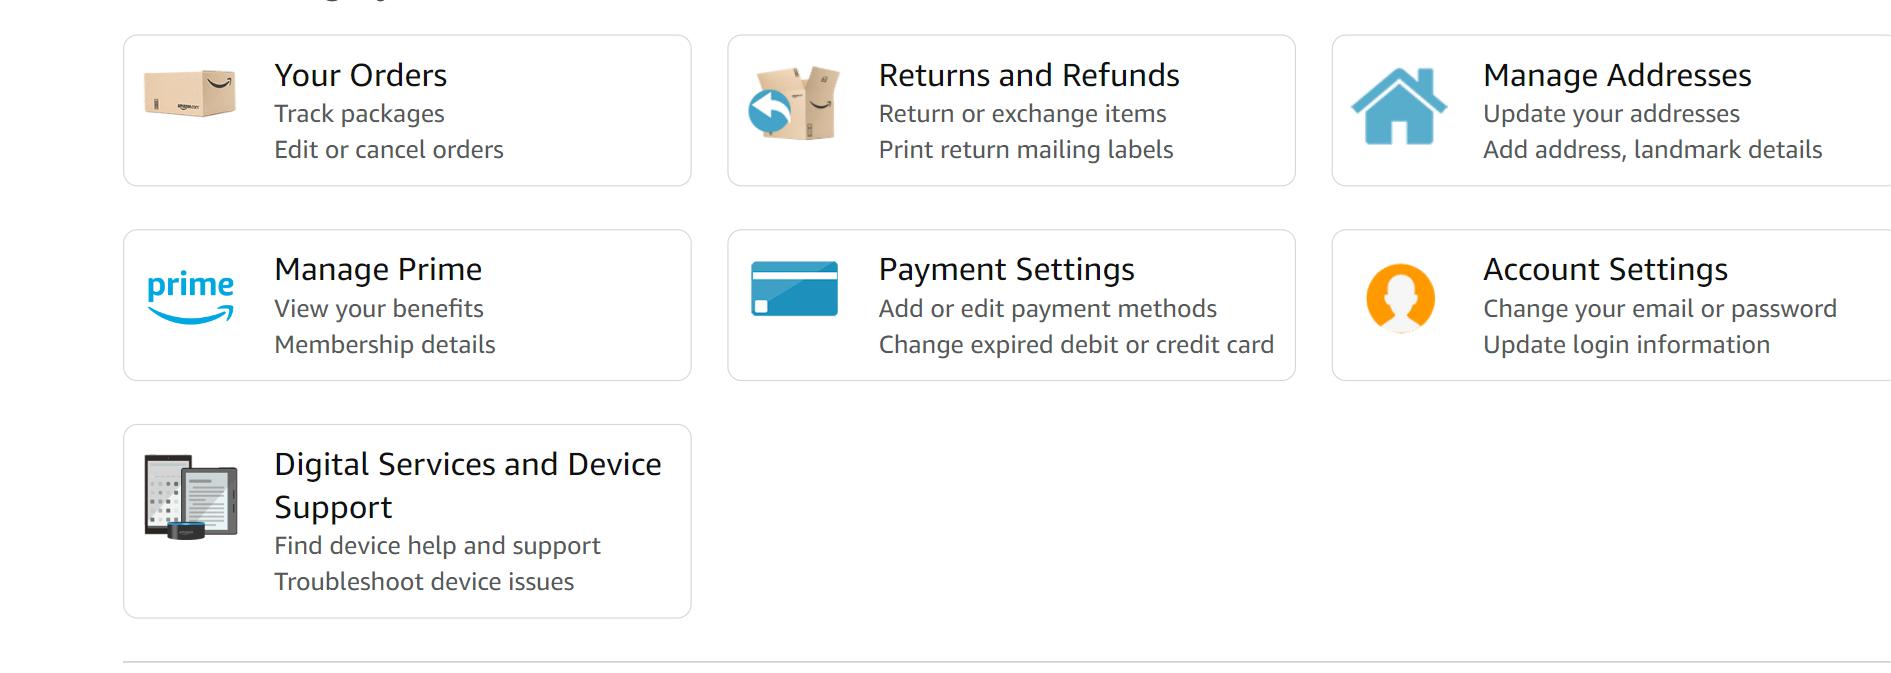 Your Orders
Track packages
Edit or cancel orders
Returns and Refunds
Return or exchange items
Print return mailing labels
Manage Addresses
Update your addresses
Add address, landmark details
prime
Manage Prime
View your benefits
Membership details
Payment Settings
Add or edit payment methods
Change expired debit or credit card
Account Settings
Change your email or password
Update login information
Digital Services and Device
Support
Find device help and support
Troubleshoot device issues